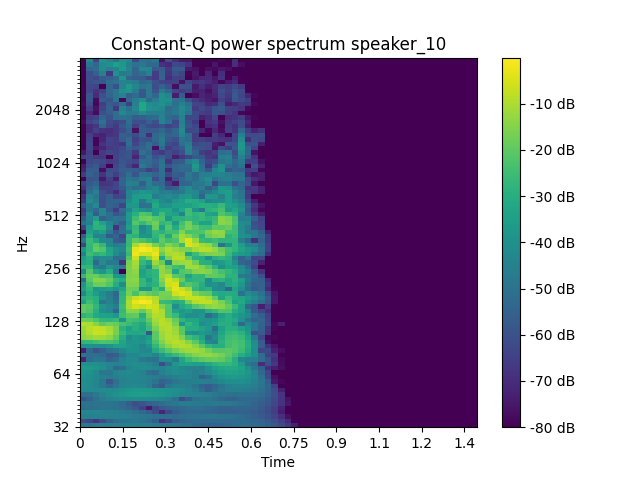 Constant-Q power spectrum speaker_10
Hz
2048
1024
512
256
128
64
32
0 0.15 0.3 0.45 0.6 0.75 0.9 1.1 1.2 1.4
Time
-10 dB
-20 dB
-30 dB
-40 dB
-50 dB
-60 dB
-70 dB
-80 dB